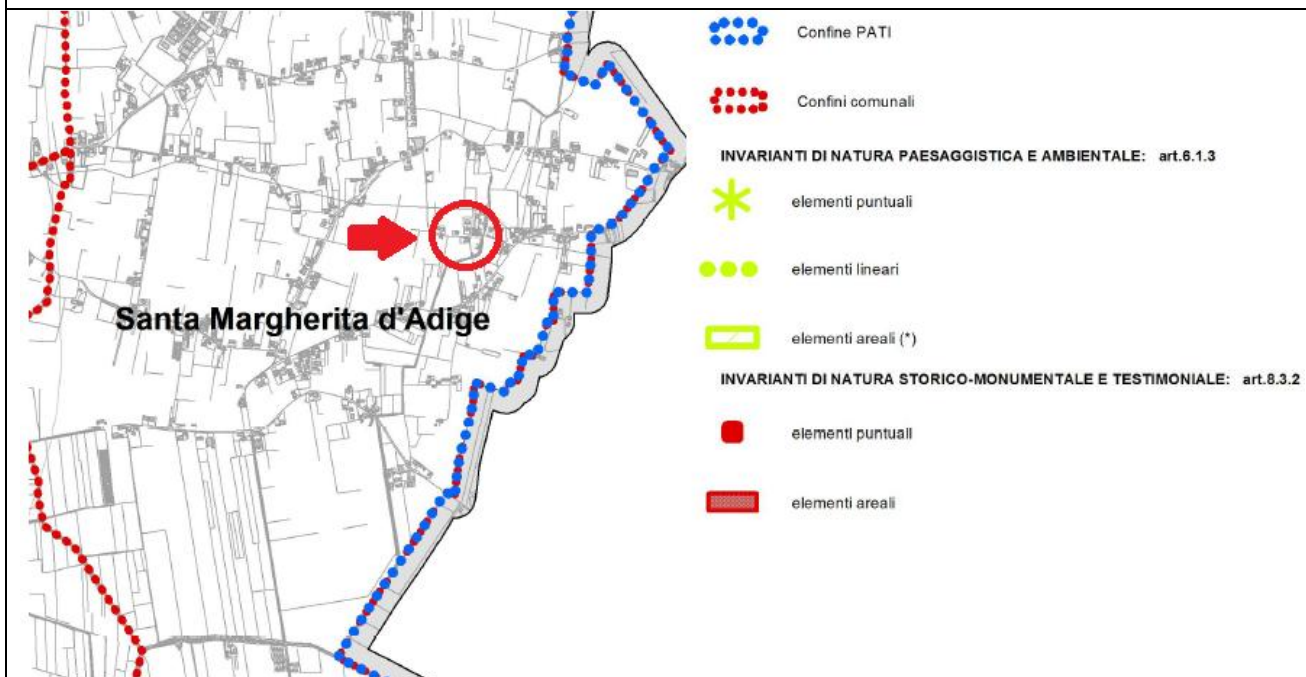 Santa Margherita d'Adige
Confine PATI
Confini comunali
INVARIANTI DI NATURA PAESAGGISTICA E AMBIENTALE: art.6.1.3
elementi puntuali
elementi lineari
elementi areali (*)
INVARIANTI DI NATURA STORICO-MONUMENTALE E TESTIMONIALE: art.8.3.2
elementi puntuali
elementi areali